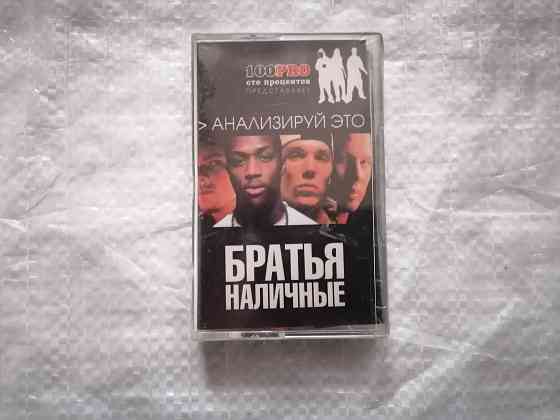 100PRO
сто процентов
ПРЕДСТАВЛЯЕТ
> АНАЛИЗИРУЙ ЭТО
БРАТЬЯ
НАЛИЧНЫЕ